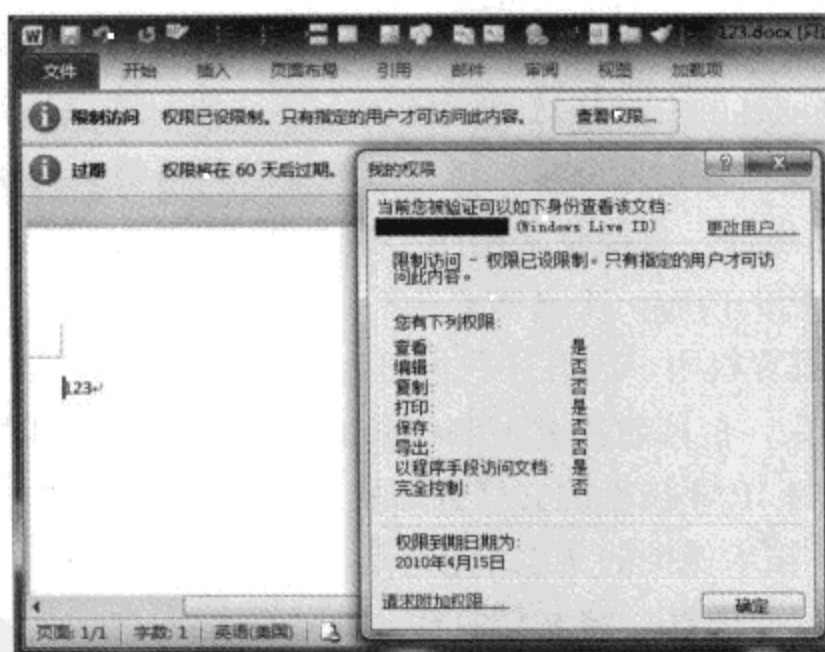 123.docx [只
文件 开始 插入 页面布局 引用 邮件 审阅 视图 加载项
限制访问 权限已设限制。只有指定的用户才可访问此内容。 查看权限...
过期 权限将在 60 天后过期。
我的权限
当前您被验证可以如下身份查看该文档:
(Windows Live ID) 更改用户...
限制访问 - 权限已设限制。只有指定的用户才可访
问此内容。
您有下列权限:
查看: 是
编辑: 否
复制: 否
打印: 是
保存: 否
导出: 否
以程序手段访问文档: 是
完全控制: 否
123
权限到期日期为:
2010年4月15日
请求附加权限... 确定
页面: 1/1 字数: 1 英语(美国)